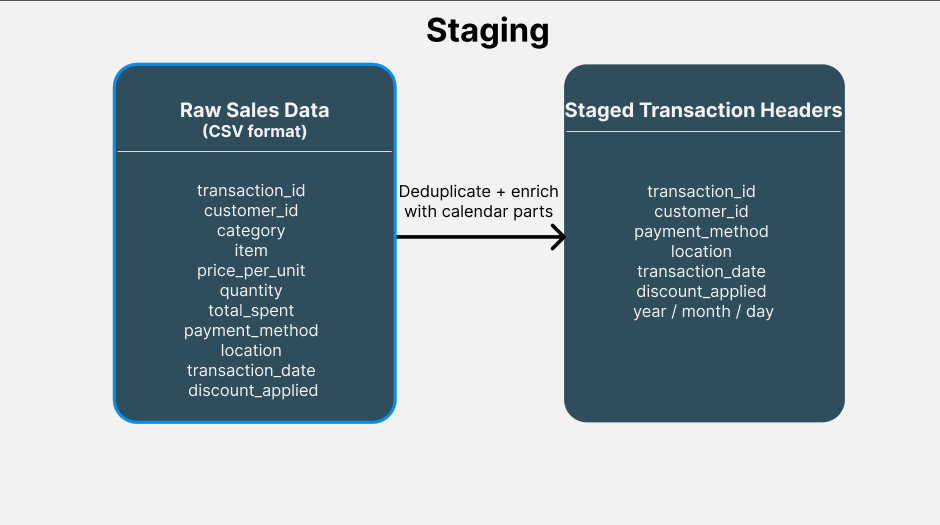 Staging
Raw Sales Data
(CSV format)
transaction_id
customer_id
category
item
price_per_unit
quantity
total_spent
payment_method
location
transaction_date
discount_applied
Deduplicate + enrich
with calendar parts
Staged Transaction Headers
transaction_id
customer_id
payment_method
location
transaction_date
discount_applied
year / month / day